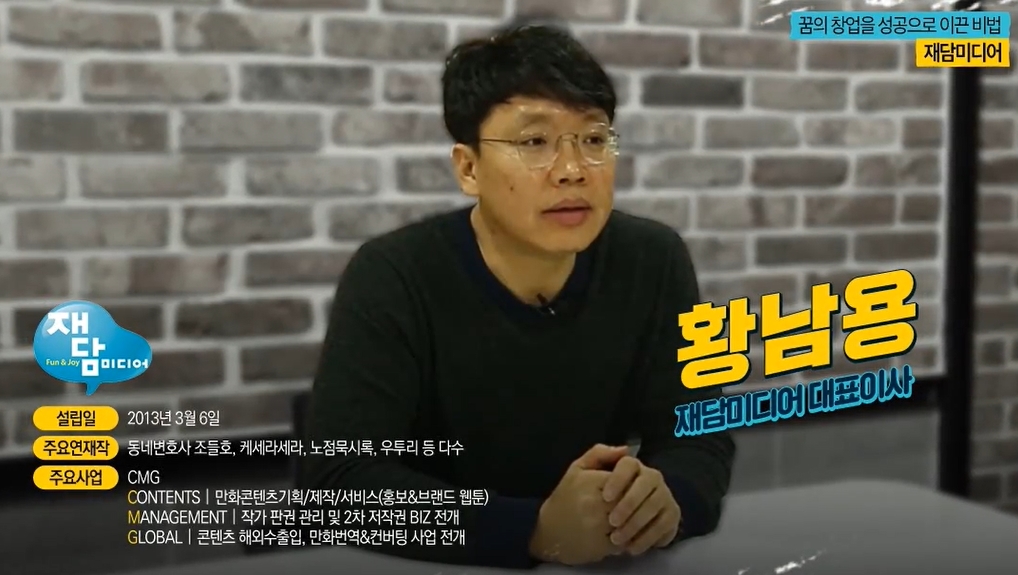 꿈의 창업을 성공으로 이끈 비법
재담미디어
황남용
재담미디어 대표이사
재담
Fun & Joy 미디어
설립일 2013년 3월 6일
주요연재작 동네변호사 조들호, 케세라세라, 노점묵시록, 우투리 등 다수
주요사업 CMG
CONTENTS | 만화콘텐츠기획/제작/서비스(홍보&브랜드 웹툰)
MANAGEMENT | 작가 판권 관리 및 2차 저작권 BIZ 전개
GLOBAL | 콘텐츠 해외수출입, 만화번역&컨버팅 사업 전개